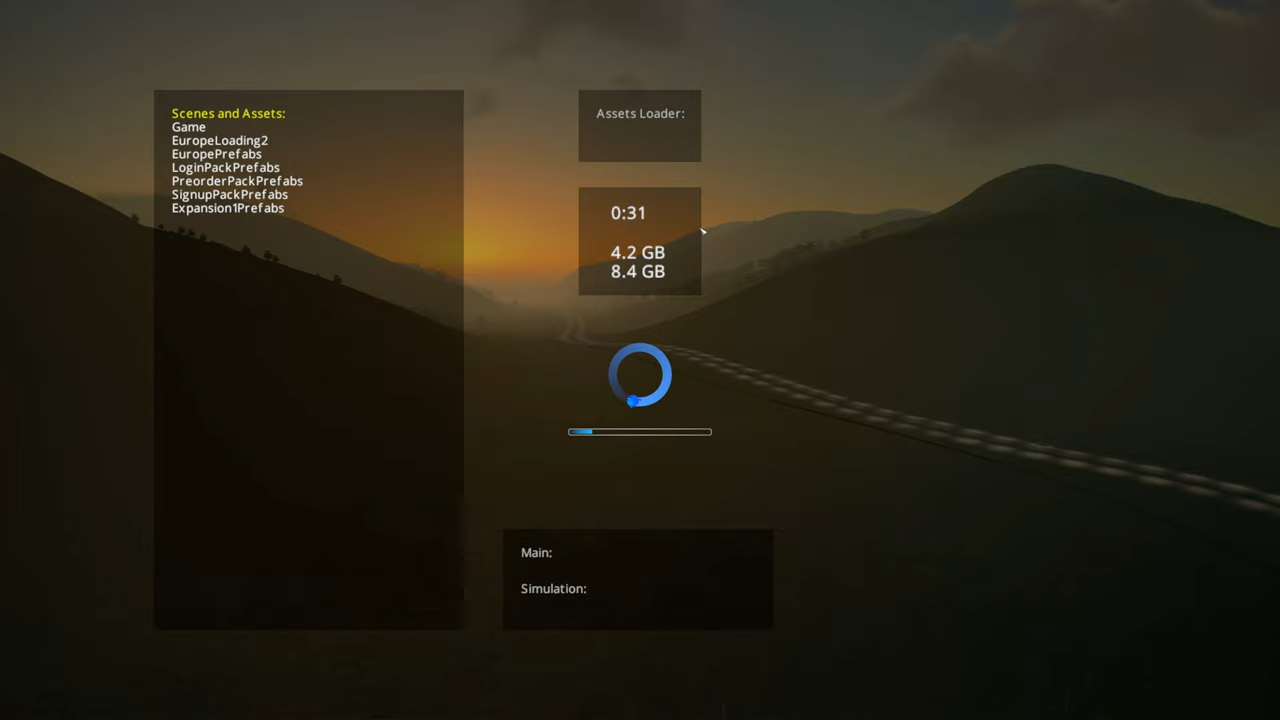 Scenes and Assets:
Game
EuropeLoading2
EuropePrefabs
LoginPackPrefabs
PreorderPackPrefabs
SignupPackPrefabs
Expansion1Prefabs
Assets Loader:
0:31
4.2 GB
8.4 GB
Main:
Simulation: